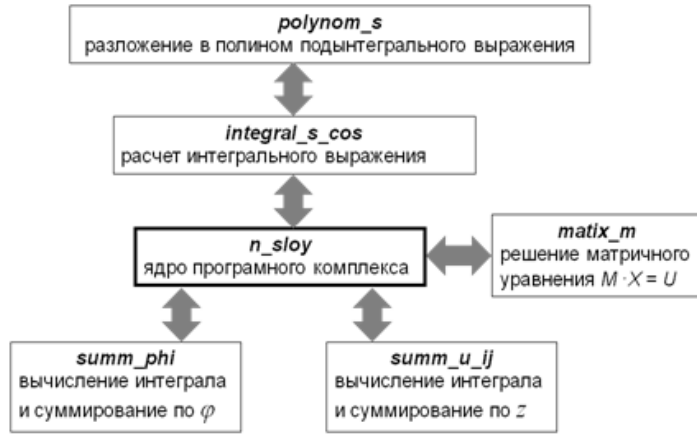 polynom_s
разложение в полином подынтегрального выражения
integral_s_cos
расчет интегрального выражения
n_sloy
ядро програмного комплекса
matix_m
решение матричного
уравнения M · X = U
summ_phi
вычисление интеграла
и суммирование по φ
summ_u_ij
вычисление интеграла
и суммирование по z